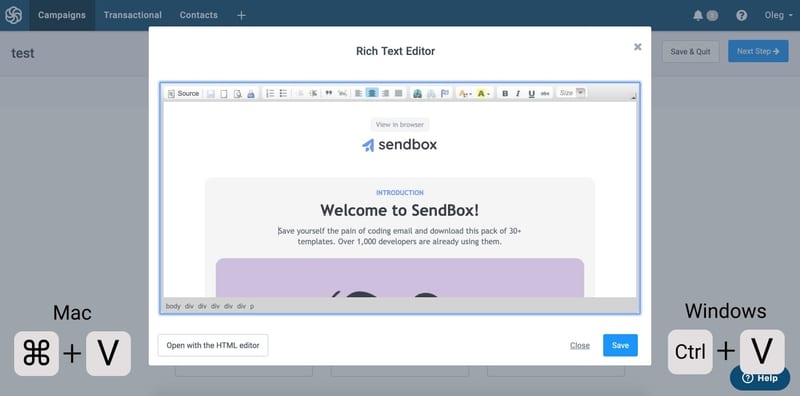 Campaigns Transactional Contacts + 1 ? Oleg
test
Save & Quit Next Step
Rich Text Editor
Source B I U abc Size
View in browser
sendbox
INTRODUCTION
Welcome to SendBox!
Save yourself the pain of coding email and download this pack of 30+
templates. Over 1,000 developers are already using them.
body div div div div div p
Open with the HTML editor Close Save
Mac
⌘ + V
Windows
Ctrl + V
Help